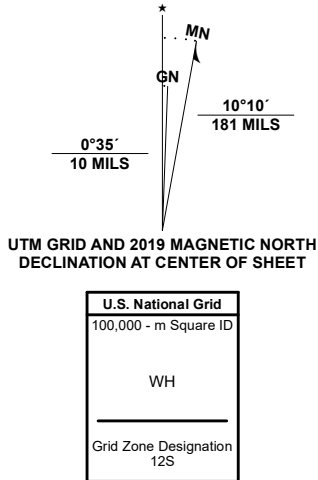 MN
GN
0°35´
10 MILS
10°10´
181 MILS
UTM GRID AND 2019 MAGNETIC NORTH
DECLINATION AT CENTER OF SHEET
U.S. National Grid
100,000 - m Square ID
WH
Grid Zone Designation
12S